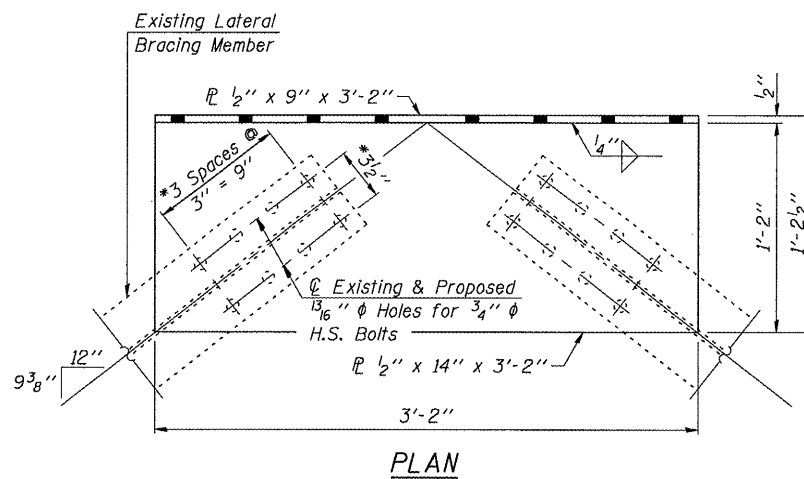 Existing Lateral
Bracing Member
℄ 1/2" x 9" x 3'-2"
1/2"
1/4"
*3 Spaces @
3" = 9"
*3 1/2"
1'-2"
1'-2 1/2"
℄ Existing & Proposed
13/16" ϕ Holes for 3/4" ϕ
H.S. Bolts
12"
9 3/8"
℄ 1/2" x 14" x 3'-2"
3'-2"
PLAN